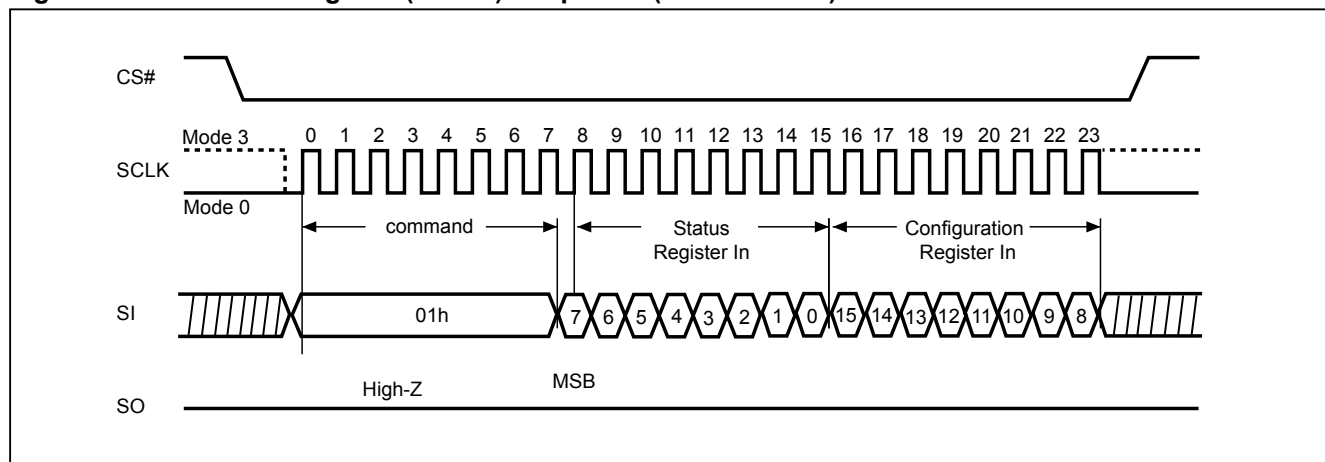 CS#
Mode 3
0 1 2 3 4 5 6 7 8 9 10 11 12 13 14 15 16 17 18 19 20 21 22 23
SCLK
Mode 0
command
Status
Register In
Configuration
Register In
SI
01h
7 6 5 4 3 2 1 0 15 14 13 12 11 10 9 8
High-Z
MSB
SO